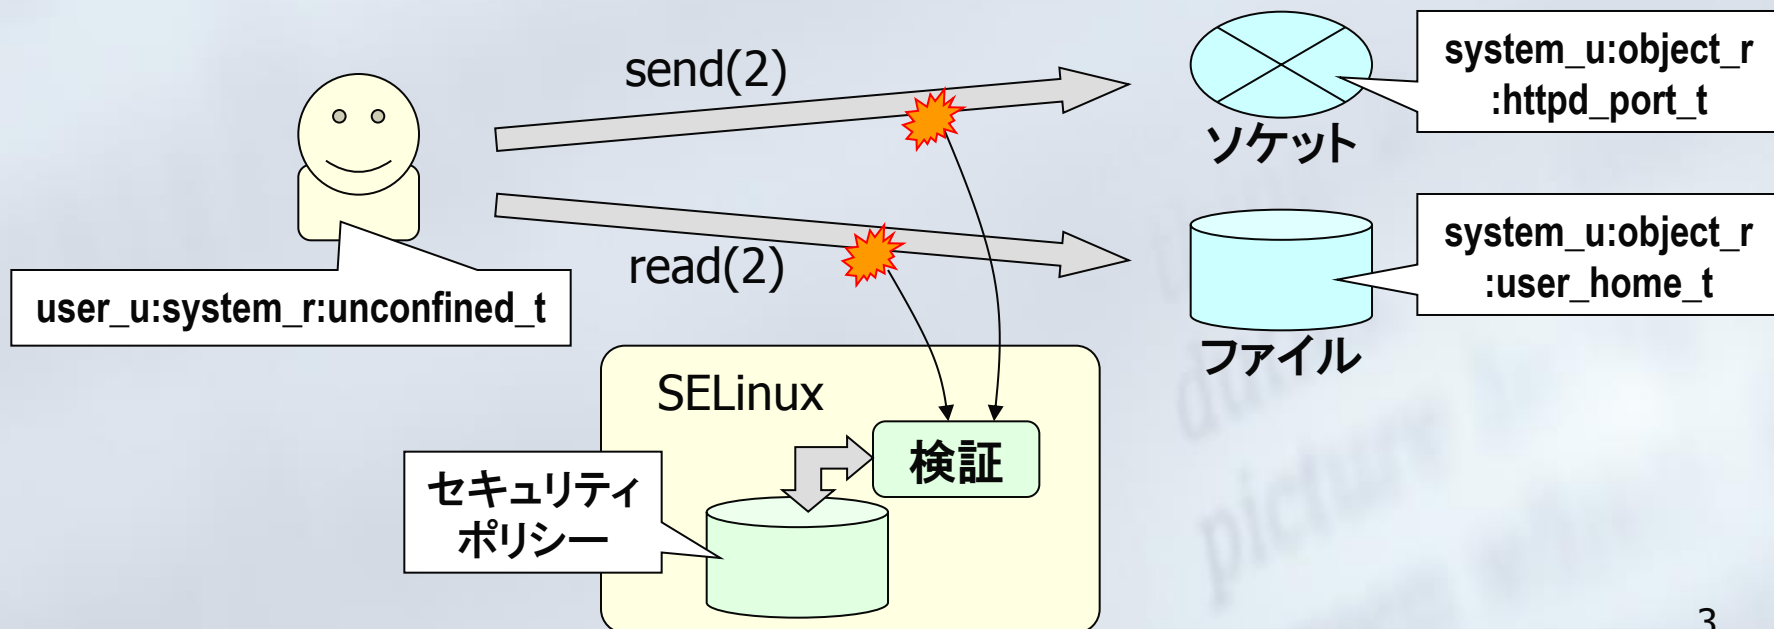 send(2)
system_u:object_r
:httpd_port_t
ソケット
read(2)
user_u:system_r:unconfined_t
system_u:object_r
:user_home_t
ファイル
SELinux
検証
セキュリティ
ポリシー
picture
3